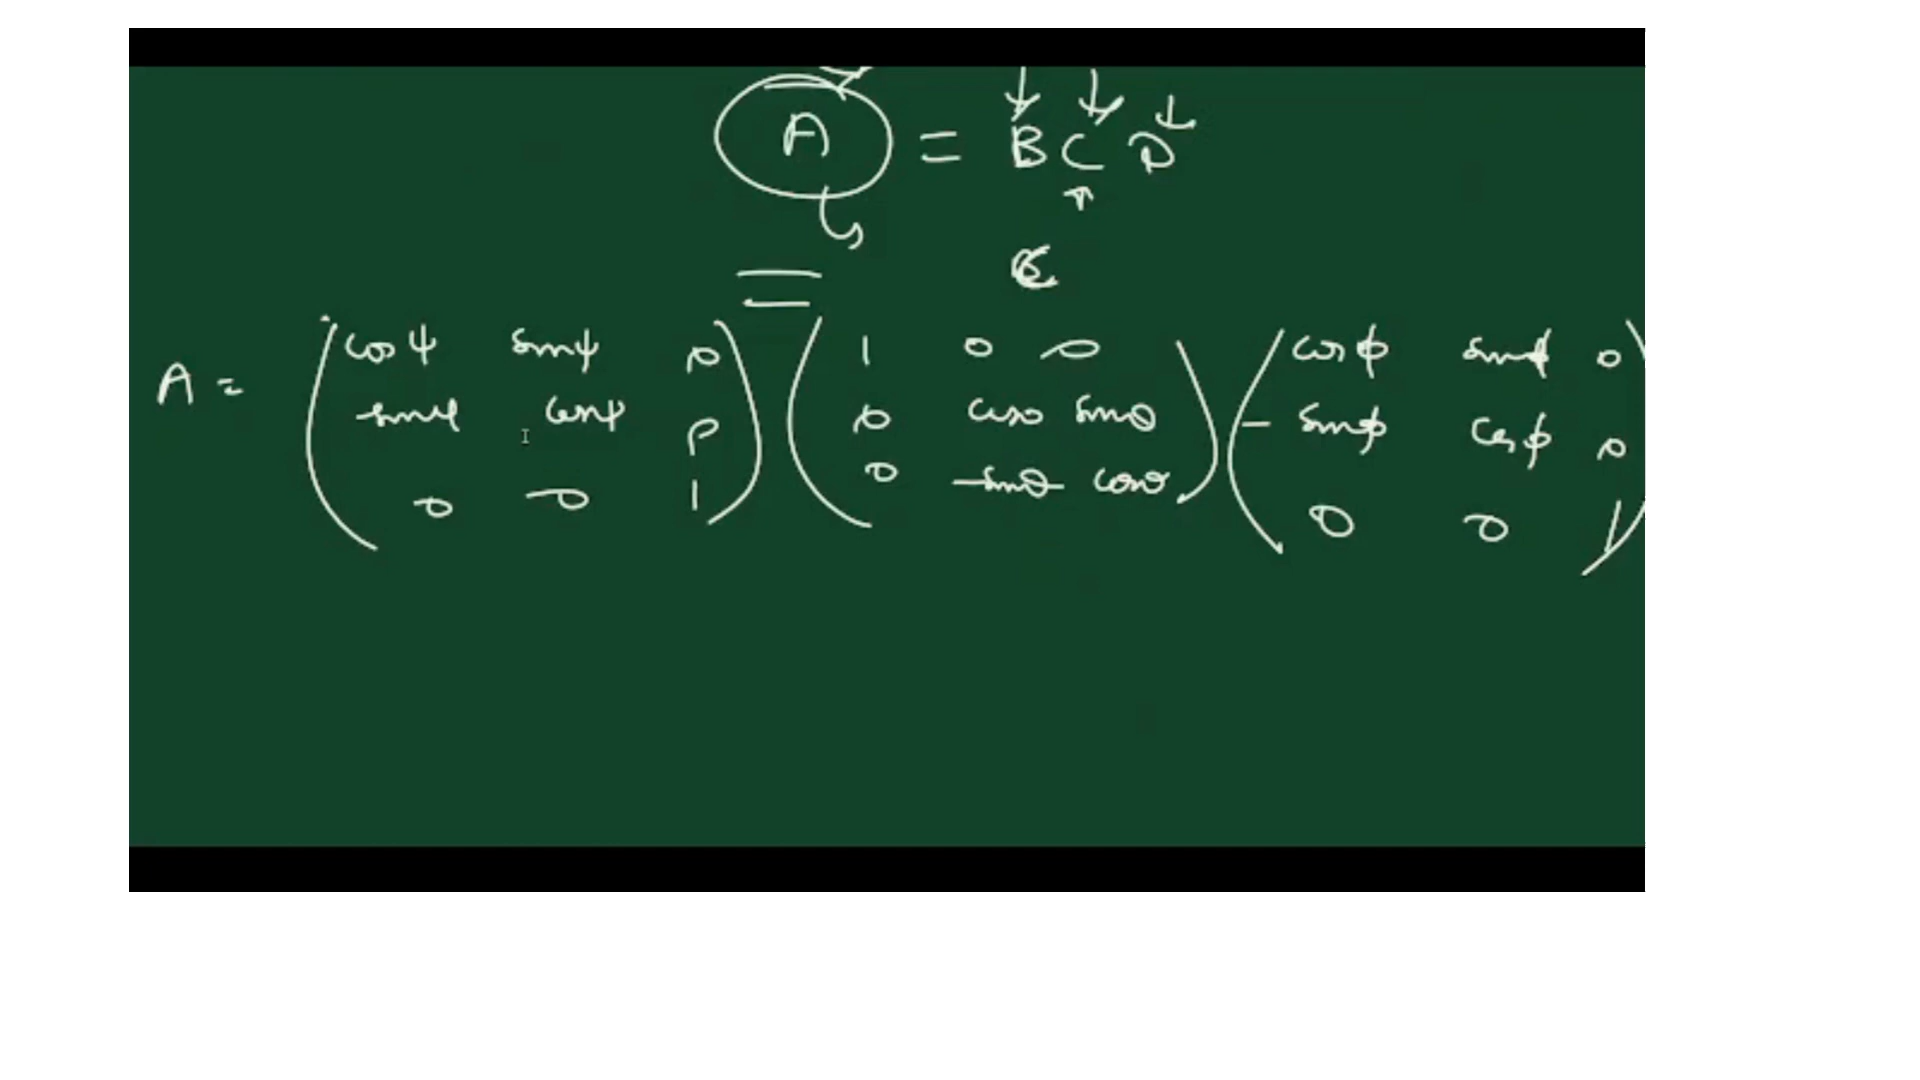 A = B C D
A = ( cos ψ sin ψ 0 ) ( 1 0 0 ) ( cos φ sin φ 0 )
sin ψ cos ψ 0 0 cos θ sin θ - sin φ cos φ 0
0 0 1 0 - sin θ cos θ 0 0 1